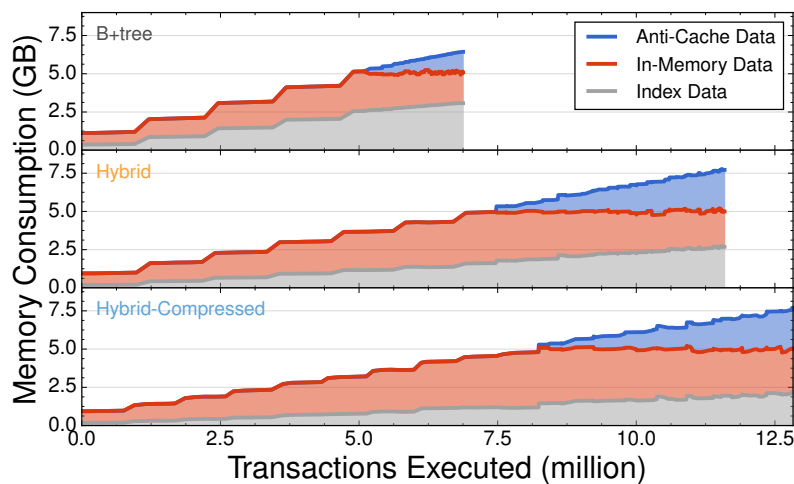 Memory Consumption (GB)
7.5
5.0
2.5
0.0
B+tree
Anti-Cache Data
In-Memory Data
Index Data
7.5
5.0
2.5
0.0
Hybrid
7.5
5.0
2.5
0.0
Hybrid-Compressed
0.0 2.5 5.0 7.5 10.0 12.5
Transactions Executed (million)